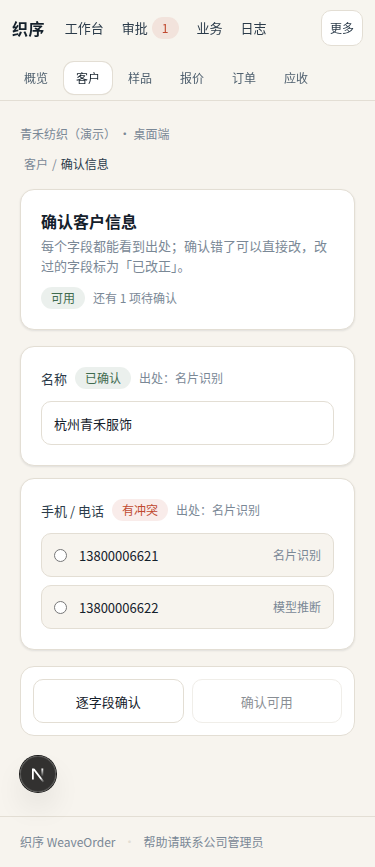 织序 工作台 审批 1 业务 日志 更多
概览 客户 样品 报价 订单 应收
青禾纺织（演示） · 桌面端
客户 / 确认信息
确认客户信息
每个字段都能看到出处；确认错了可以直接改，改
过的字段标为「已改正」。
可用 还有 1 项待确认
名称 已确认 出处：名片识别
杭州青禾服饰
手机 / 电话 有冲突 出处：名片识别
13800006621 名片识别
13800006622 模型推断
逐字段确认 确认可用
N
织序 WeaveOrder · 帮助请联系公司管理员